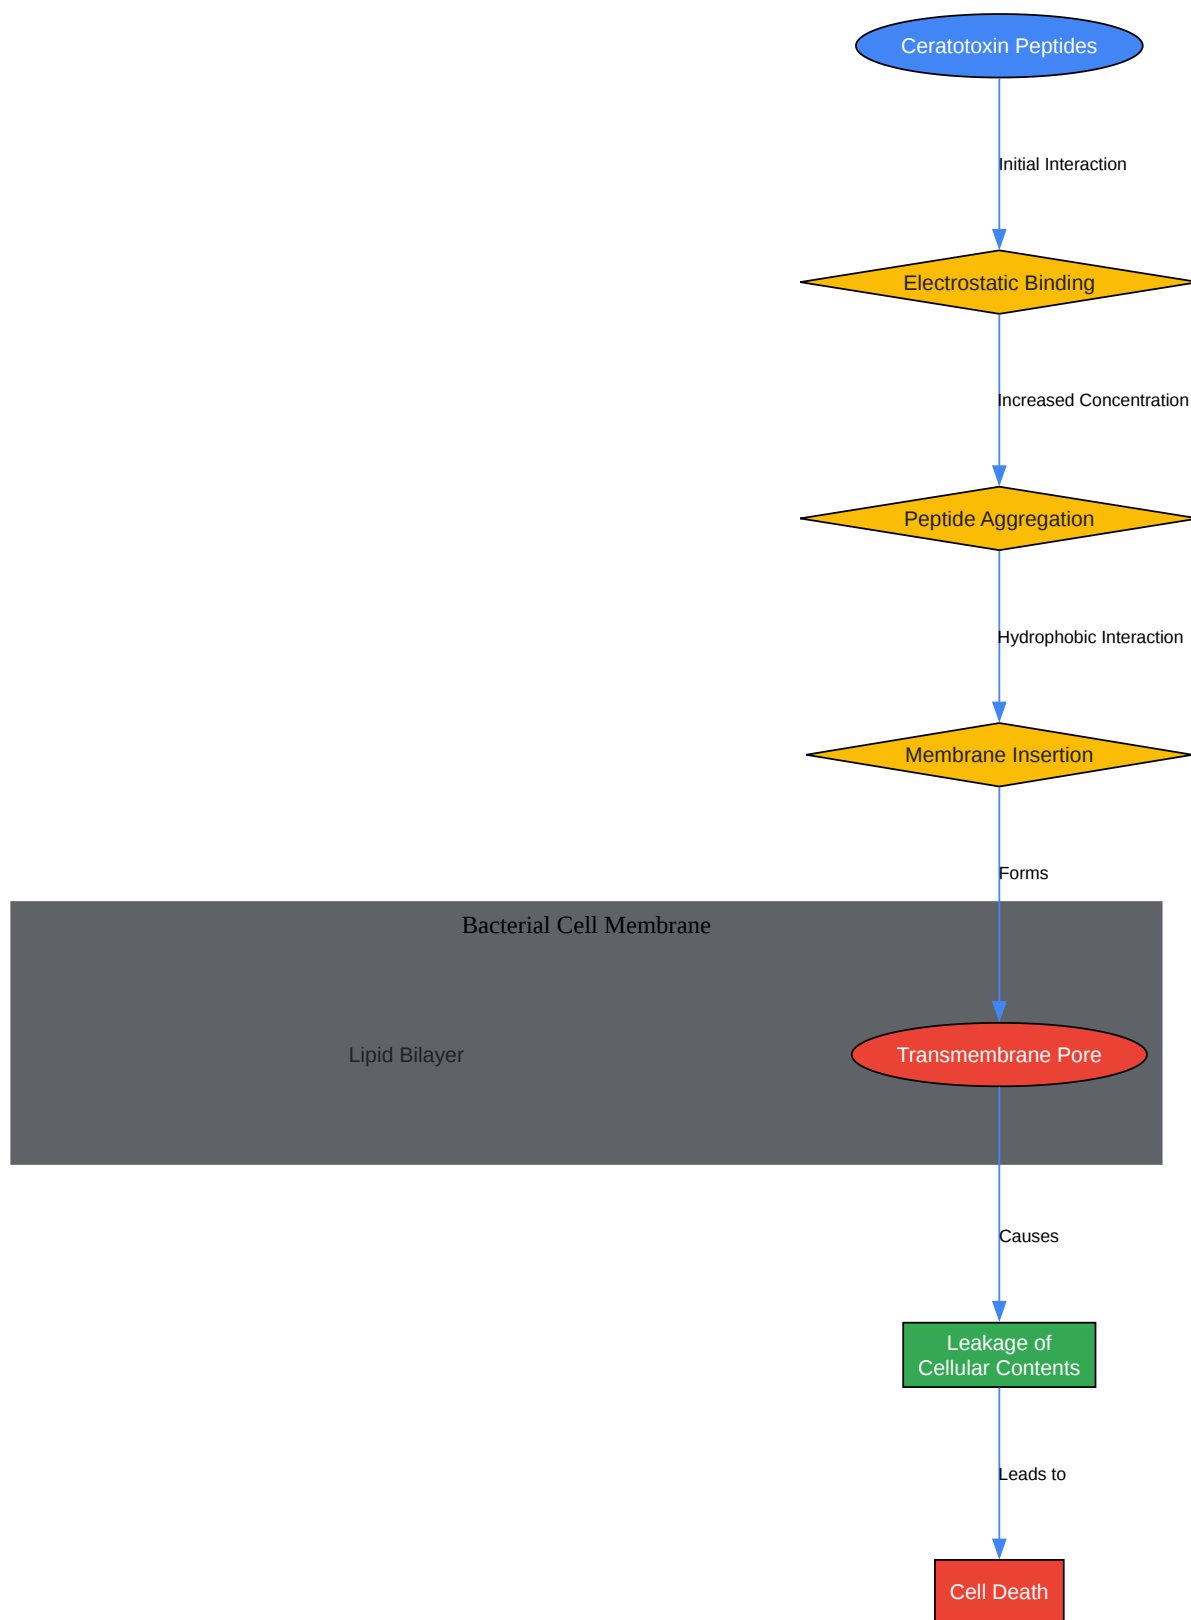 Ceratotoxin Peptides
Initial Interaction
Electrostatic Binding
Increased Concentration
Peptide Aggregation
Hydrophobic Interaction
Membrane Insertion
Forms
Bacterial Cell Membrane
Lipid Bilayer
Transmembrane Pore
Causes
Leakage of
Cellular Contents
Leads to
Cell Death